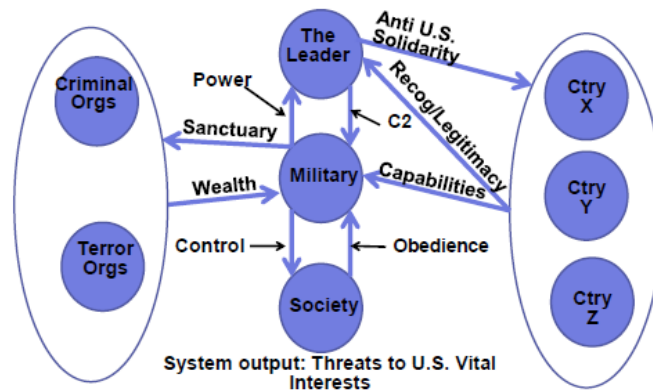 The
Leader
Anti U.S.
Solidarity
Criminal
Orgs
Power
Recog/Legitimacy
Ctry
X
C2
Sanctuary
Military
Capabilities
Wealth
Ctry
Y
Terror
Orgs
Control
Obedience
Society
Ctry
Z
System output: Threats to U.S. Vital
Interests